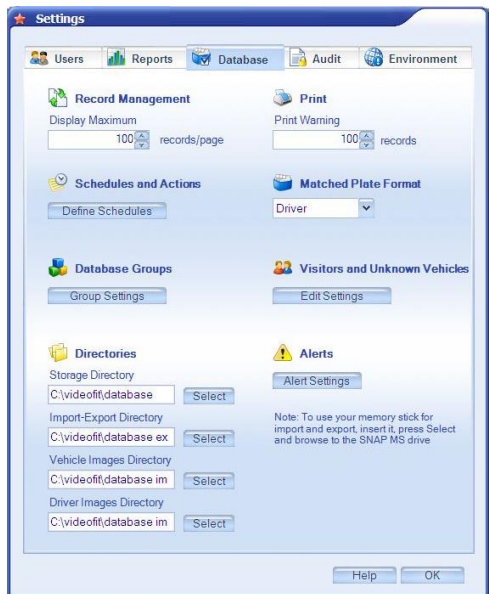 Settings
Users Reports Database Audit Environment
Record Management
Display Maximum
100 records/page
Print
Print Warning
100 records
Schedules and Actions
Define Schedules
Matched Plate Format
Driver
Database Groups
Group Settings
Visitors and Unknown Vehicles
Edit Settings
Directories
Storage Directory
C:\videofit\database Select
Import-Export Directory
C:\videofit\database ex Select
Vehicle Images Directory
C:\videofit\database im Select
Driver Images Directory
C:\videofit\database im Select
Alerts
Alert Settings
Note: To use your memory stick for
import and export, insert it, press Select
and browse to the SNAP MS drive
Help OK